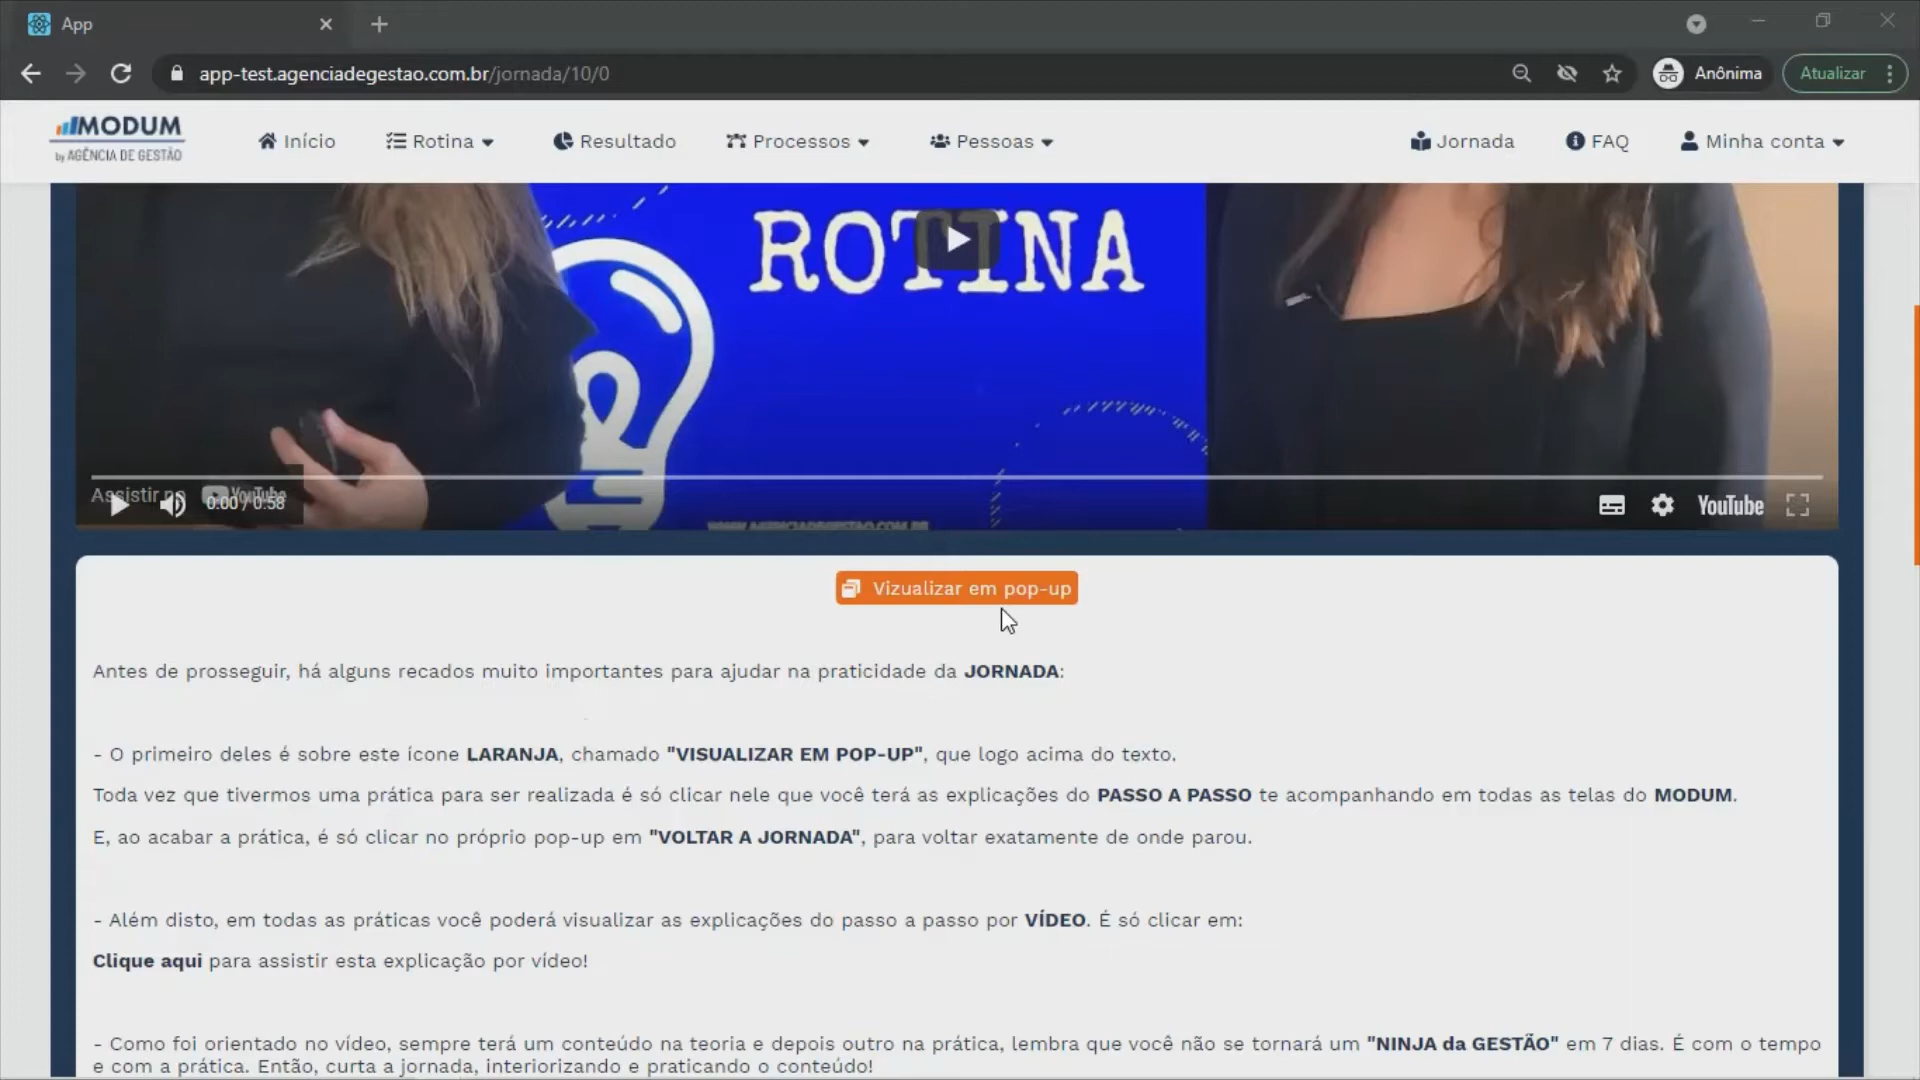 App
app-test.agenciadegestao.com.br/jornada/10/0
Anônima
Atualizar
MODUM
by AGÊNCIA DE GESTÃO
Início
Rotina
Resultado
Processos
Pessoas
Jornada
FAQ
Minha conta
ROTINA
Assistir no YouTube
0:00 / 0:58
YouTube
WWW.AGENCIADEGESTAO.COM.BR
Vizualizar em pop-up
Antes de prosseguir, há alguns recados muito importantes para ajudar na praticidade da JORNADA:
- O primeiro deles é sobre este ícone LARANJA, chamado "VISUALIZAR EM POP-UP", que logo acima do texto.
Toda vez que tivermos uma prática para ser realizada é só clicar nele que você terá as explicações do PASSO A PASSO te acompanhando em todas as telas do MODUM.
E, ao acabar a prática, é só clicar no próprio pop-up em "VOLTAR A JORNADA", para voltar exatamente de onde parou.
- Além disto, em todas as práticas você poderá visualizar as explicações do passo a passo por VÍDEO. É só clicar em:
Clique aqui para assistir esta explicação por vídeo!
- Como foi orientado no vídeo, sempre terá um conteúdo na teoria e depois outro na prática, lembra que você não se tornará um "NINJA da GESTÃO" em 7 dias. É com o tempo
e com a prática. Então, curta a jornada, interiorizando e praticando o conteúdo!